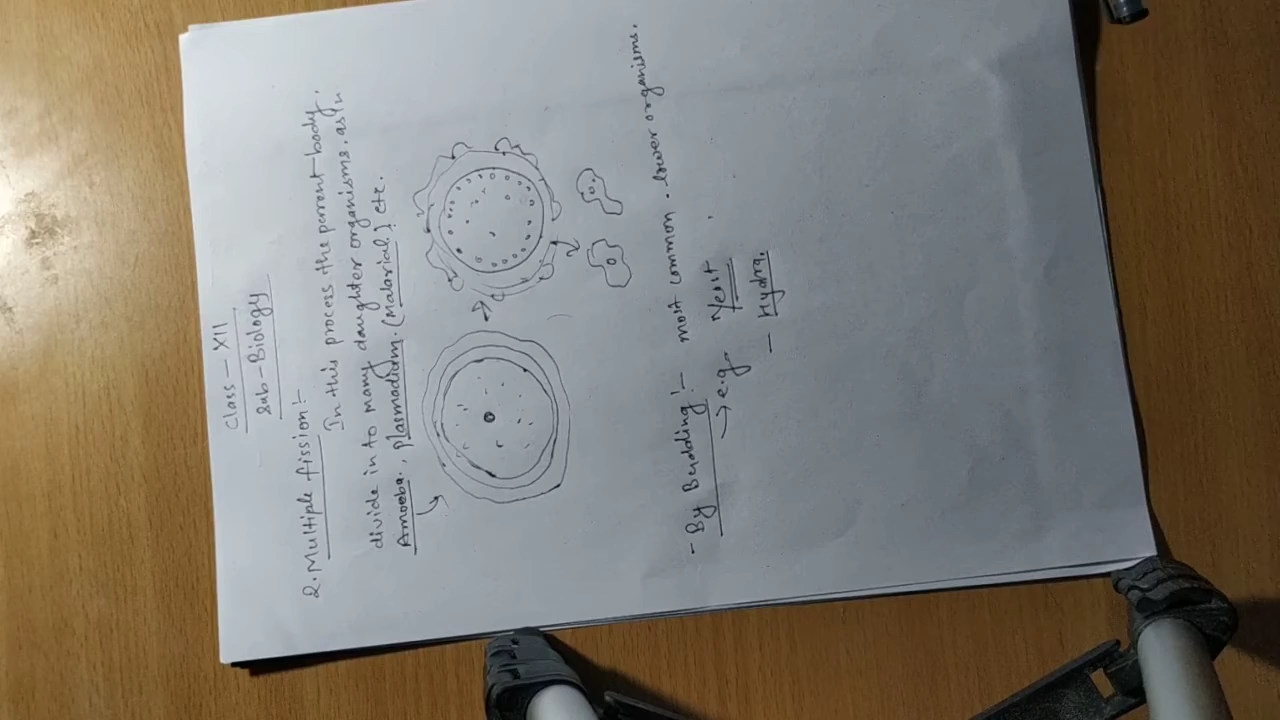 Class - XII
Sub - Biology
2. Multiple fission:-
In this process the parent body.
divide in to many daughter organisms. as in
Amoeba., Plasmodium. (Malarial) etc.
- By Budding:- most common. lower organisms.
→ e.g. Yeast
- Hydra.